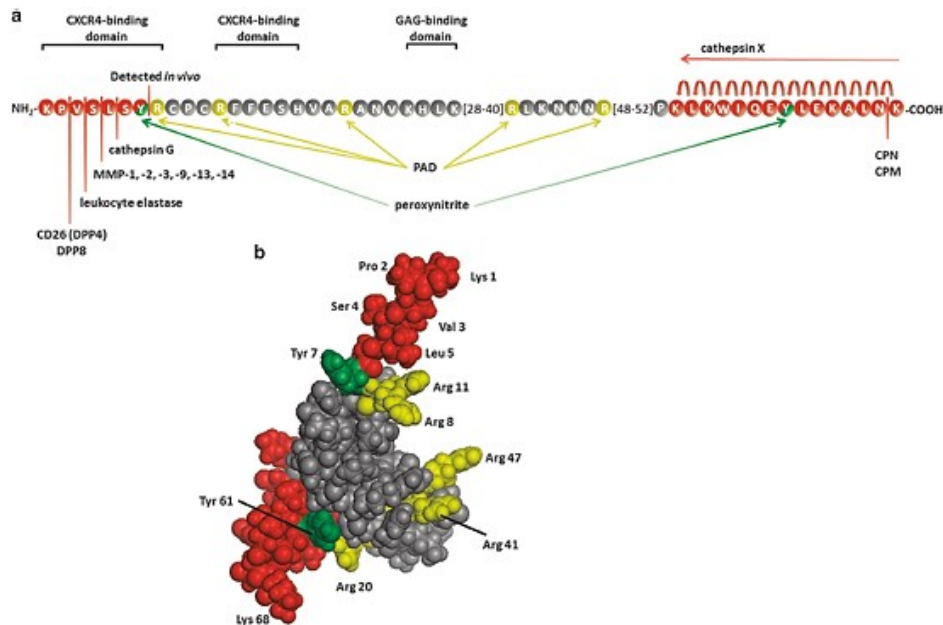 a
CXCR4-binding
domain
CXCR4-binding
domain
GAG-binding
domain
cathepsin X
Detected in vivo
NH₂- K P V S L S Y R C P C R F F E S H V A R A N V K H L K [28-40] R L K N N N R [48-52] P K L K W I Q E Y L E K A L N K -COOH
cathepsin G
PAD
CPN
CPM
MMP-1, -2, -3, -9, -13, -14
leukocyte elastase
peroxynitrite
CD26 (DPP4)
DPP8
b
Pro 2
Lys 1
Ser 4
Val 3
Tyr 7
Leu 5
Arg 11
Arg 8
Arg 47
Tyr 61
Arg 41
Arg 20
Lys 68